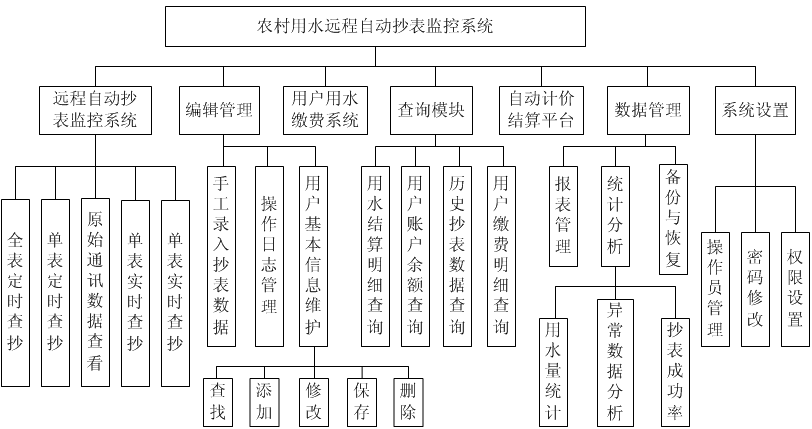 农村用水远程自动抄表监控系统
远程自动抄
表监控系统
编辑管理
用户用水
缴费系统
查询模块
自动计价
结算平台
数据管理
系统设置
全表定时查抄
单表定时查抄
原始通讯数据查看
单表实时查抄
单表实时查抄
手工录入抄表数据
操作日志管理
用户基本信息维护
用水结算明细查询
用户账户余额查询
历史抄表数据查询
用户缴费明细查询
报表管理
统计分析
备份与恢复
操作员管理
密码修改
权限设置
查找
添加
修改
保存
删除
用水量统计
异常数据分析
抄表成功率